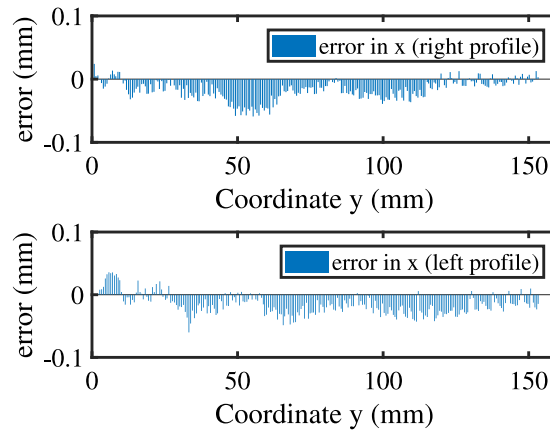 0.1
error in x (right profile)
0
error (mm)
-0.1
0 50 100 150
Coordinate y (mm)
0.1
error in x (left profile)
0
error (mm)
-0.1
0 50 100 150
Coordinate y (mm)